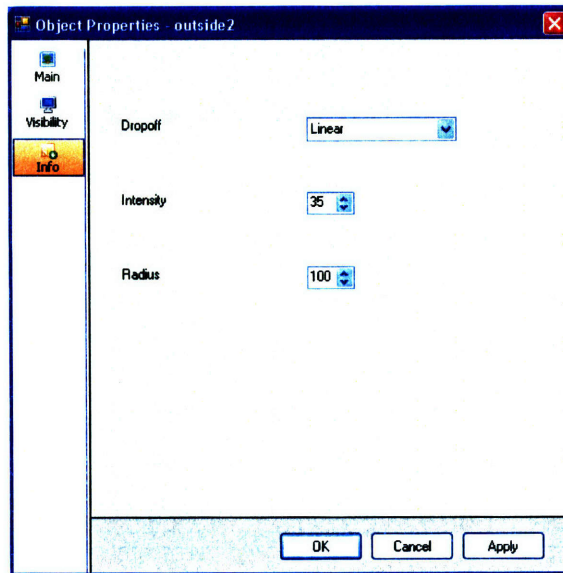 Object Properties - outside2
Main
Visibility
Info
Dropoff
Linear
Intensity
35
Radius
100
OK
Cancel
Apply